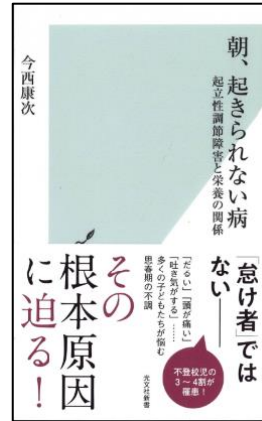 朝、起きられない病
起立性調節障害と栄養の関係
今西康次
「怠け者」では
ない――
「だるい」「頭が痛い」
「吐き気がする」……
多くの子どもたちが悩む
思春期の不調
その
根本原因
に迫る！
不登校児の
3～4割が
罹患！
光文社新書